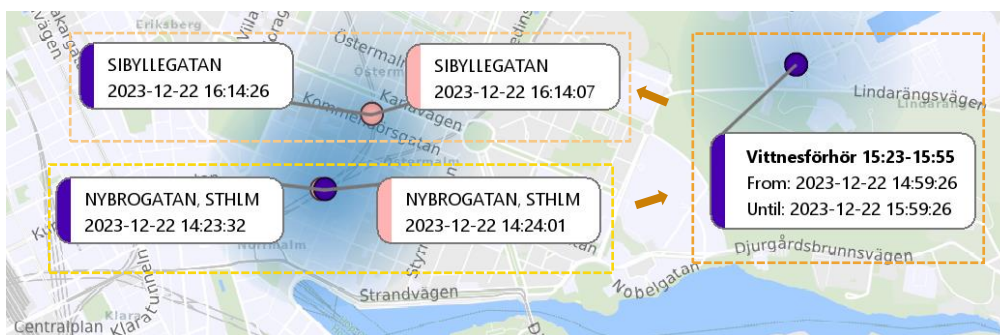 Eriksberg
Östermalm
SIBYLLEGATAN
2023-12-22 16:14:26
SIBYLLEGATAN
2023-12-22 16:14:07
Karlavägen
Kommendörsgatan
Lindarängsvägen
Vittnesförhör 15:23-15:55
From: 2023-12-22 14:59:26
Until: 2023-12-22 15:59:26
NYBROGATAN, STHLM
2023-12-22 14:23:32
NYBROGATAN, STHLM
2023-12-22 14:24:01
Norrmalm
Styr
Djurgårdsbrunnsvägen
Nobelgatan
Strandvägen
Klara
Centralplan